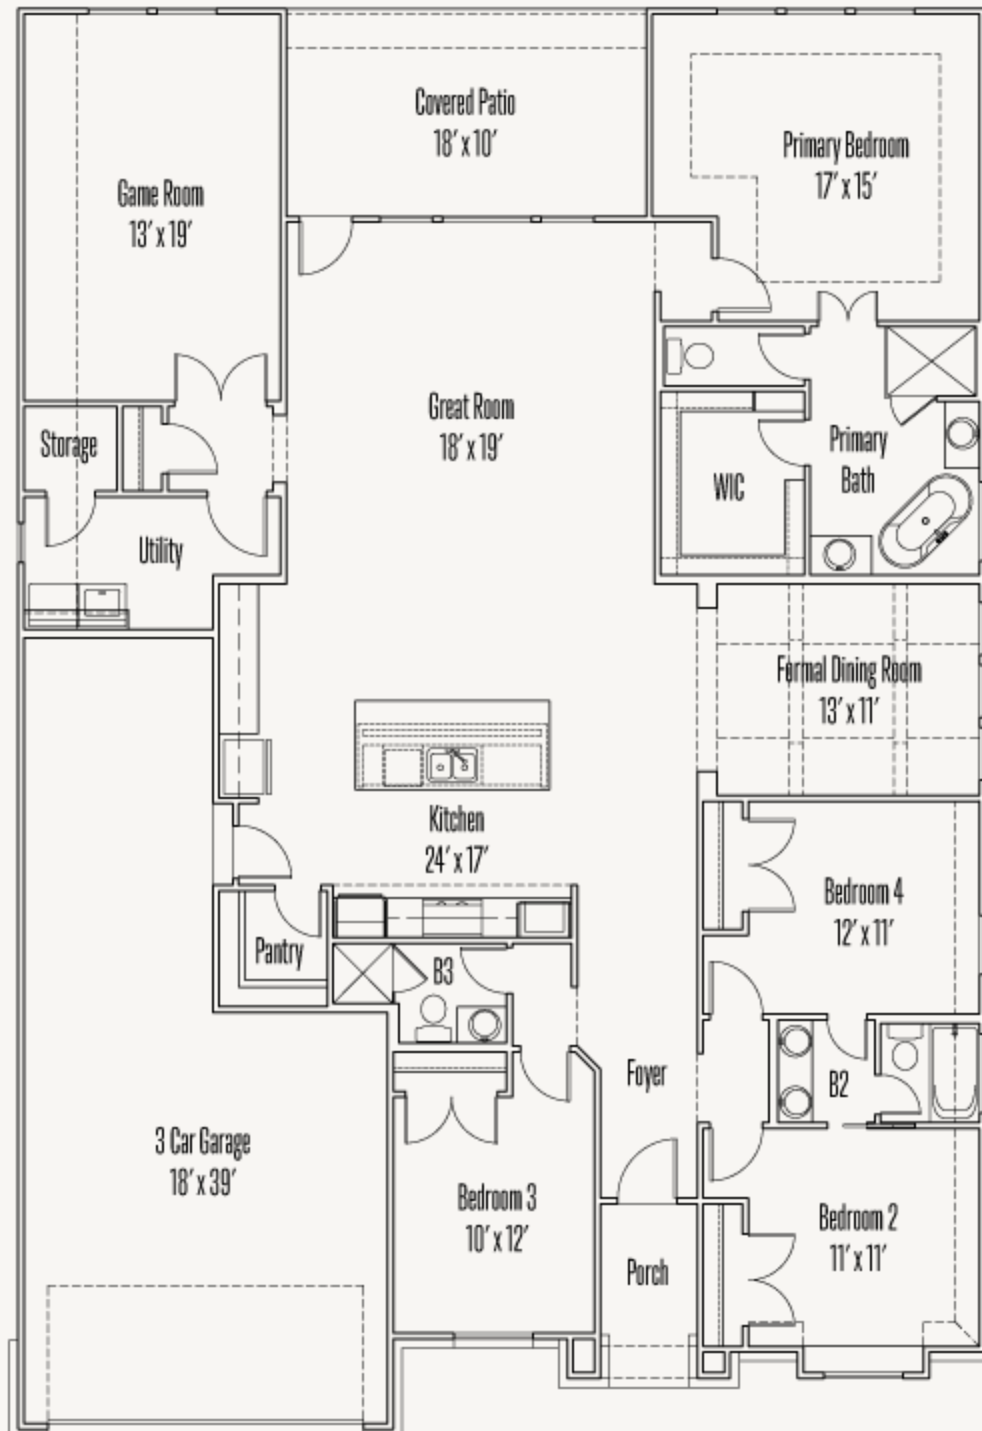 Covered Patio
18′ x 10′
Primary Bedroom
17′ x 15′
Game Room
13′ x 19′
Great Room
18′ x 19′
Storage
Primary
Bath
WIC
Utility
Formal Dining Room
13′ x 11′
Kitchen
24′ x 17′
Bedroom 4
12′ x 11′
Pantry
B3
Foyer
B2
3 Car Garage
18′ x 39′
Bedroom 3
10′ x 12′
Bedroom 2
11′ x 11′
Porch